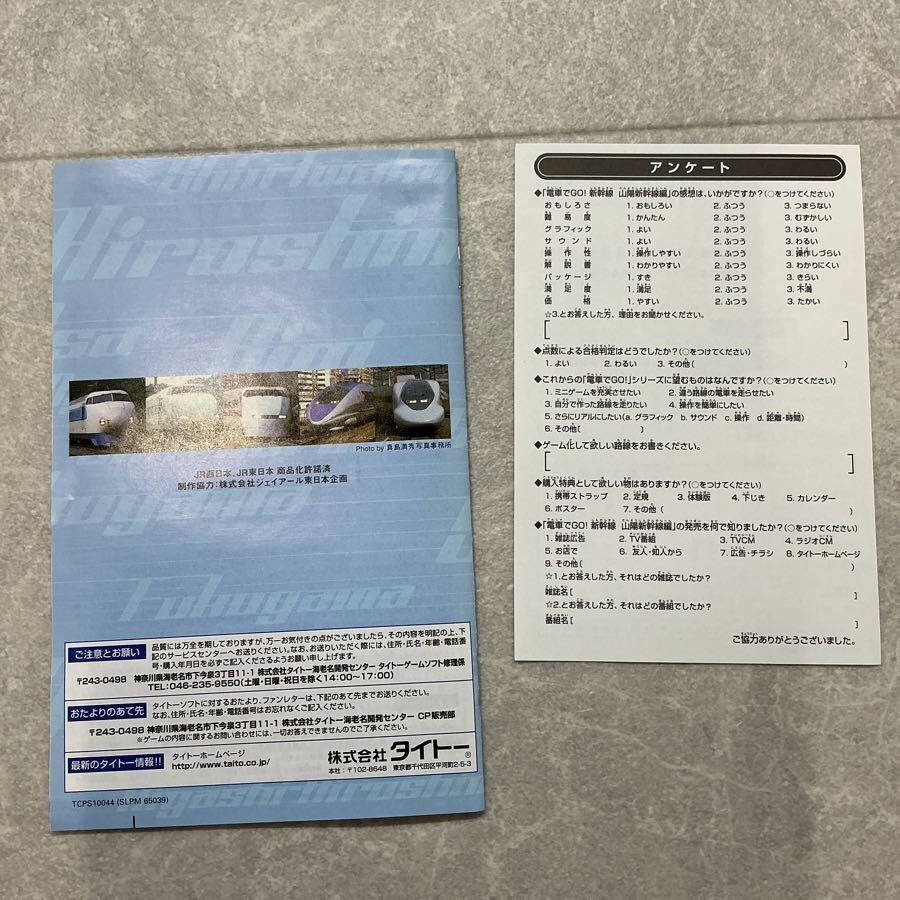 Hiroshima
Fukuyama
Photo by 真島満秀写真事務所
JR西日本、JR東日本 商品化許諾済
制作協力：株式会社ジェイアール東日本企画
ご注意とお願い
品質には万全を期しておりますが、万一お気付きの点がございましたら、その内容を明記の上、下
記のサービスセンターへお送りください。なお、お送りいただく際には、住所・氏名・年齢・電話番
号・購入年月日を必ずご記入くださるようお願い申し上げます。
〒243-0498 神奈川県海老名市下今泉3丁目11-1 株式会社タイトー海老名開発センター タイトーゲームソフト修理係
TEL：046-235-9550（土曜・日曜・祝日を除く14：00〜17：00）
おたよりのあて先
タイトーソフトに対するおたより、ファンレターは、下記のあて先までお送りください。
なお、住所・氏名・年齢・電話番号はお忘れなくご記入ください。
〒243-0498 神奈川県海老名市下今泉3丁目11-1 株式会社タイトー海老名開発センター CP販売部
※ゲームの内容に関するお問い合わせには、一切お答えできませんのでご了承ください。
最新のタイトー情報!!
タイトーホームページ
http://www.taito.co.jp/
株式会社 タイトー®
本社：〒102-8648 東京都千代田区平河町2-5-3
TCPS10044 (SLPM 65039)
アンケート
◆「電車でGO! 新幹線 山陽新幹線編」の感想は、いかがですか？（○をつけてください）
おもしろさ 1. おもしろい 2. ふつう 3. つまらない
難易度 1. かんたん 2. ふつう 3. むずかしい
グラフィック 1. よい 2. ふつう 3. わるい
サウンド 1. よい 2. ふつう 3. わるい
操作性 1. 操作しやすい 2. ふつう 3. 操作しづらい
解説書 1. わかりやすい 2. ふつう 3. わかりにくい
パッケージ 1. すき 2. ふつう 3. きらい
満足度 1. 満足 2. ふつう 3. 不満
価格 1. やすい 2. ふつう 3. たかい
☆3.とお答えした方、理由をお聞かせください。
[ ]
◆点数による合格判定はどうでしたか？（○をつけてください）
1. よい 2. わるい 3. その他( )
◆これからの「電車でGO!」シリーズに望むものはなんですか？（○をつけてください）
1. ミニゲームを充実させたい 2. 違う路線の電車を走らせたい
3. 自分で作った路線を走りたい 4. 操作を簡単にしたい
5. さらにリアルにしたい（a. グラフィック b. サウンド c. 操作 d. 距離・時間）
6. その他( )
◆ゲーム化して欲しい路線をお書きください。
[ ]
◆購入特典として欲しい物はありますか？（○をつけてください）
1. 携帯ストラップ 2. 定規 3. 体験版 4. 下じき 5. カレンダー
6. ポスター 7. その他 ( )
◆「電車でGO! 新幹線 山陽新幹線編」の発売を何で知りましたか？（○をつけてください）
1. 雑誌広告 2. TV番組 3. TVCM 4. ラジオCM
5. お店で 6. 友人・知人から 7. 広告・チラシ 8. タイトーホームページ
9. その他( )
☆1.とお答えした方、それはどの雑誌でしたか？
雑誌名[ ]
☆2.とお答えした方、それはどの番組でしたか？
番組名[ ]
ご協力ありがとうございました。